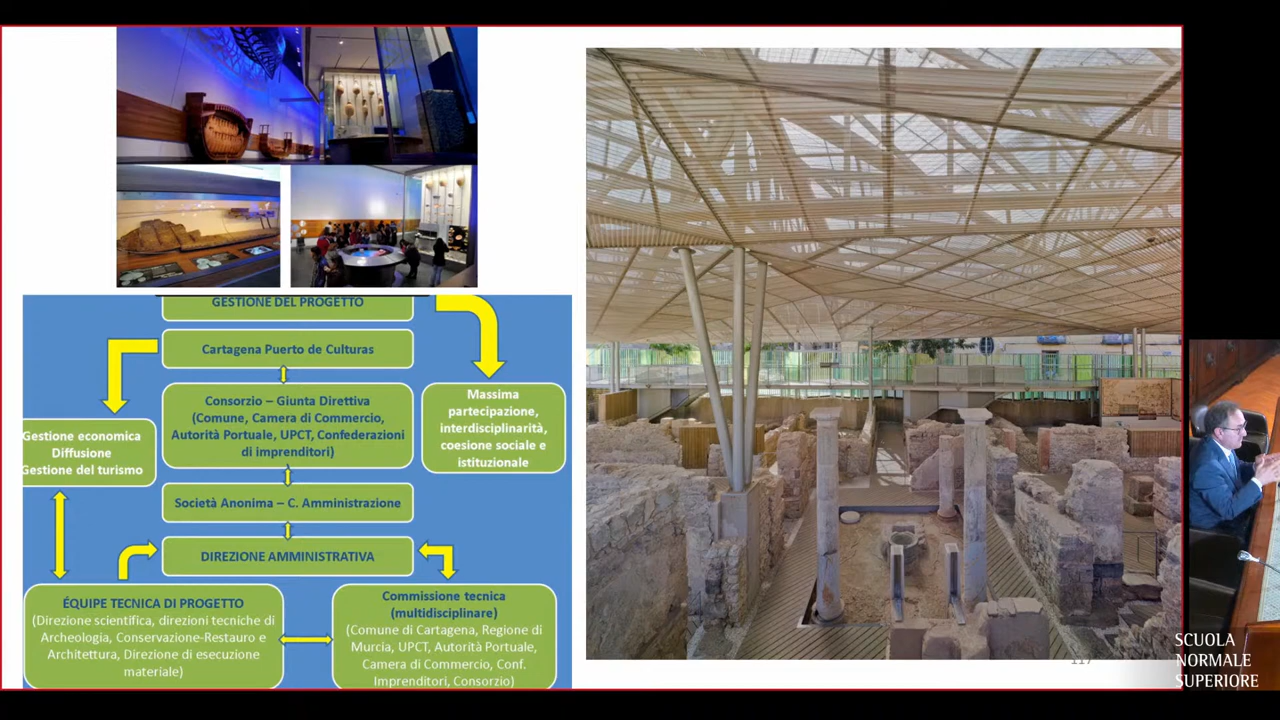 GESTIONE DEL PROGETTO
Cartagena Puerto de Culturas
Consorzio – Giunta Direttiva
(Comune, Camera di Commercio,
Autorità Portuale, UPCT, Confederazioni
di imprenditori)
Massima
partecipazione,
interdisciplinarità,
coesione sociale e
istituzionale
Gestione economica
Diffusione
Gestione del turismo
Società Anonima – C. Amministrazione
DIREZIONE AMMINISTRATIVA
ÉQUIPE TECNICA DI PROGETTO
(Direzione scientifica, direzioni tecniche di
Archeologia, Conservazione-Restauro e
Architettura, Direzione di esecuzione
materiale)
Commissione tecnica
(multidisciplinare)
(Comune di Cartagena, Regione di
Murcia, UPCT, Autorità Portuale,
Camera di Commercio, Conf.
Imprenditori, Consorzio)
SCUOLA
NORMALE
SUPERIORE